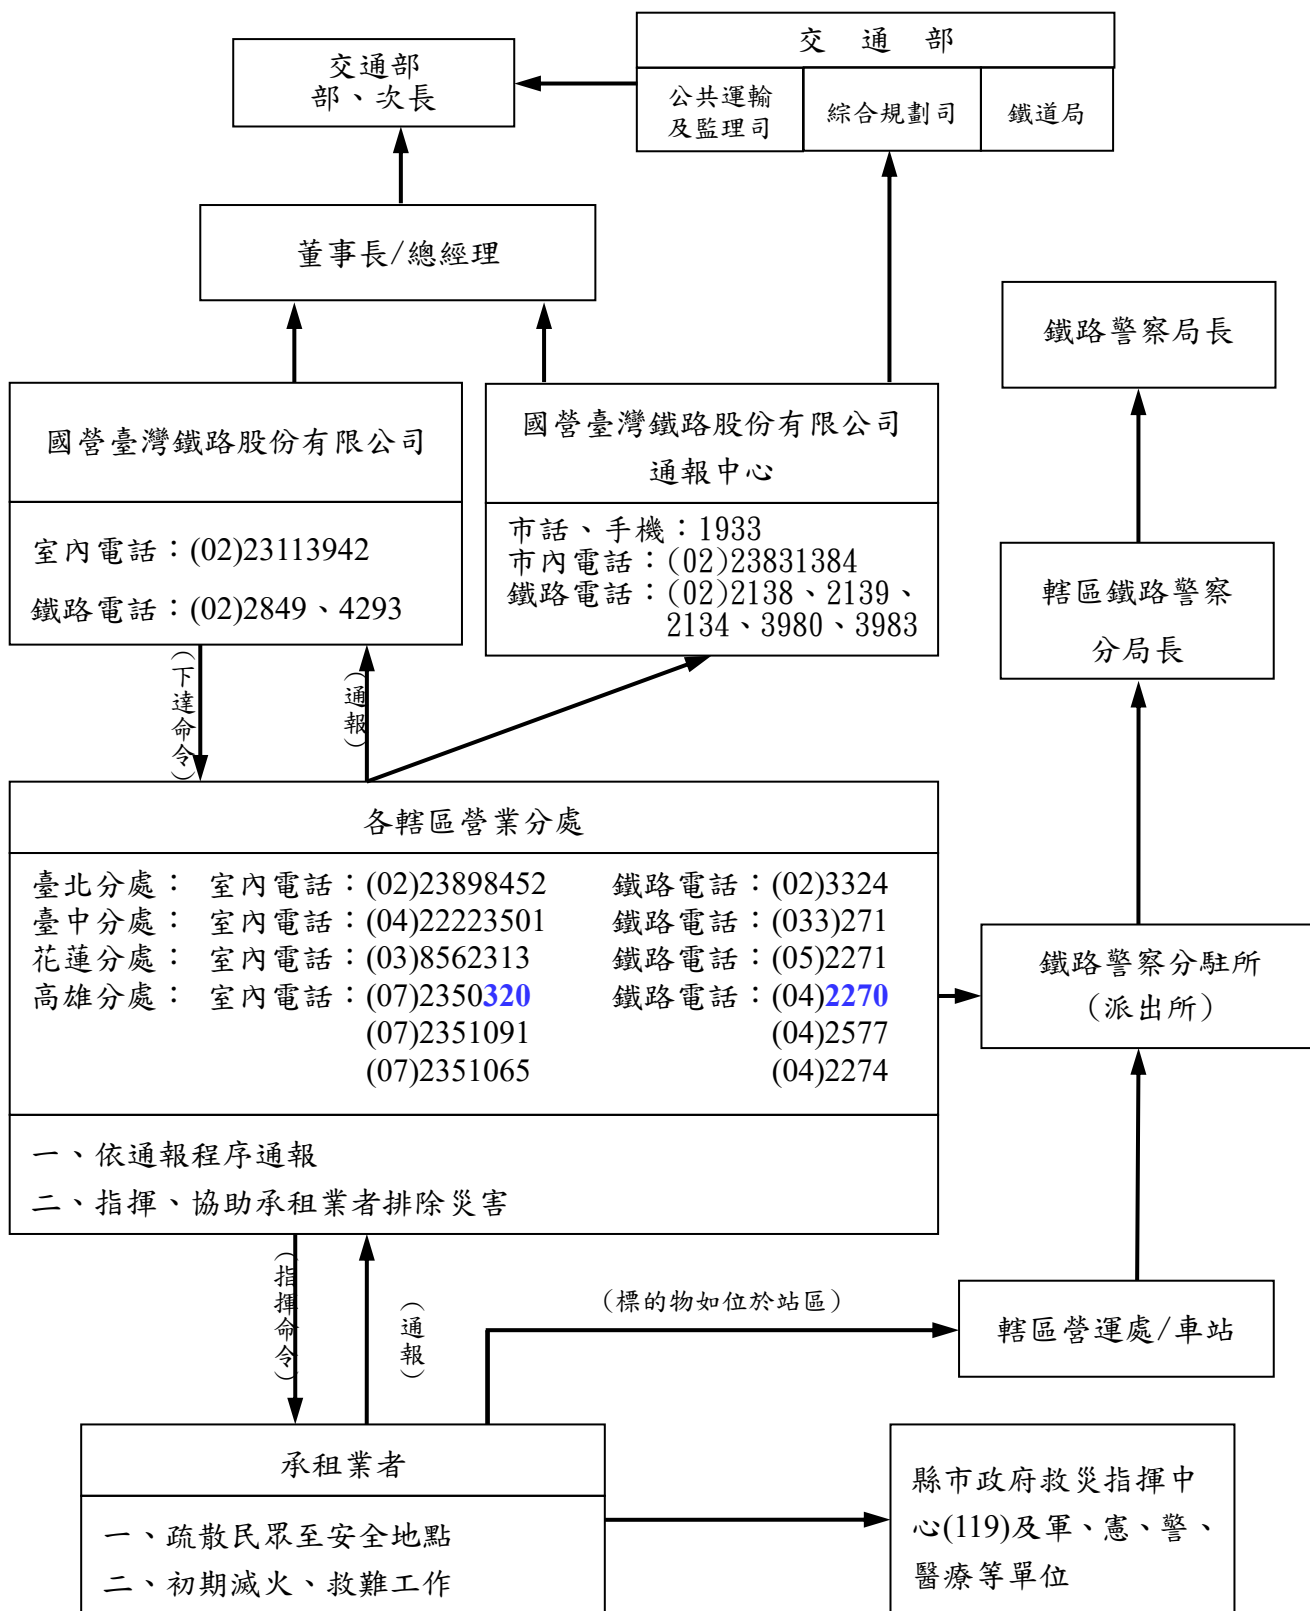 交通部
公共運輸
及監理司
綜合規劃司
鐵道局
交通部
部、次長
董事長/總經理
鐵路警察局長
國營臺灣鐵路股份有限公司
室內電話：(02)23113942
鐵路電話：(02)2849、4293
國營臺灣鐵路股份有限公司
通報中心
市話、手機：1933
市內電話：(02)23831384
鐵路電話：(02)2138、2139、
2134、3980、3983
轄區鐵路警察
分局長
(下達命令)
(通報)
各轄區營業分處
臺北分處： 室內電話：(02)23898452 鐵路電話：(02)3324
臺中分處： 室內電話：(04)22223501 鐵路電話：(033)271
花蓮分處： 室內電話：(03)8562313 鐵路電話：(05)2271
高雄分處： 室內電話：(07)2350320 鐵路電話：(04)2270
(07)2351091 (04)2577
(07)2351065 (04)2274
一、依通報程序通報
二、指揮、協助承租業者排除災害
鐵路警察分駐所
（派出所）
(指揮命令)
(通報)
(標的物如位於站區)
轄區營運處/車站
承租業者
一、疏散民眾至安全地點
二、初期滅火、救難工作
縣市政府救災指揮中
心(119)及軍、憲、警、
醫療等單位